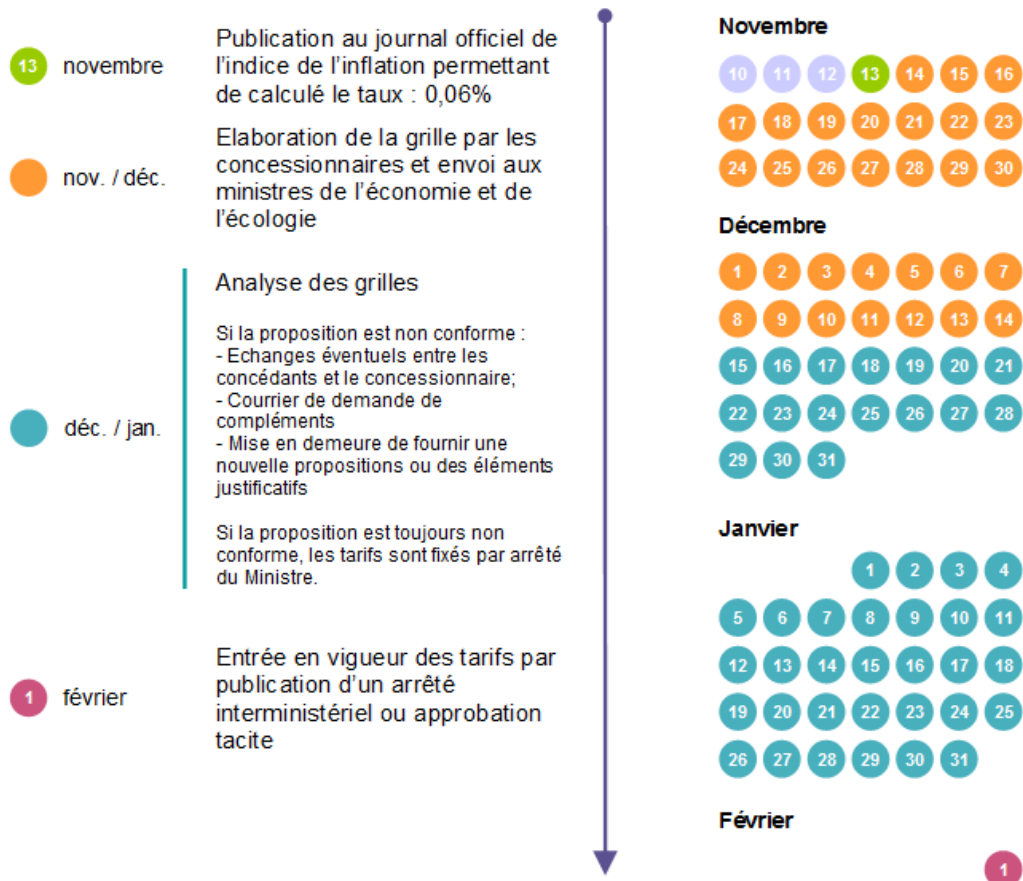 13 novembre
Publication au journal officiel de
l'indice de l'inflation permettant
de calculé le taux : 0,06%
nov. / déc.
Elaboration de la grille par les
concessionnaires et envoi aux
ministres de l'économie et de
l'écologie
déc. / jan.
Analyse des grilles
Si la proposition est non conforme :
- Echanges éventuels entre les
concédants et le concessionnaire;
- Courrier de demande de
compléments
- Mise en demeure de fournir une
nouvelle propositions ou des éléments
justificatifs
Si la proposition est toujours non
conforme, les tarifs sont fixés par arrêté
du Ministre.
1 février
Entrée en vigueur des tarifs par
publication d'un arrêté
interministériel ou approbation
tacite
Novembre
10 11 12 13 14 15 16
17 18 19 20 21 22 23
24 25 26 27 28 29 30
Décembre
1 2 3 4 5 6 7
8 9 10 11 12 13 14
15 16 17 18 19 20 21
22 23 24 25 26 27 28
29 30 31
Janvier
1 2 3 4
5 6 7 8 9 10 11
12 13 14 15 16 17 18
19 20 21 22 23 24 25
26 27 28 29 30 31
Février
1